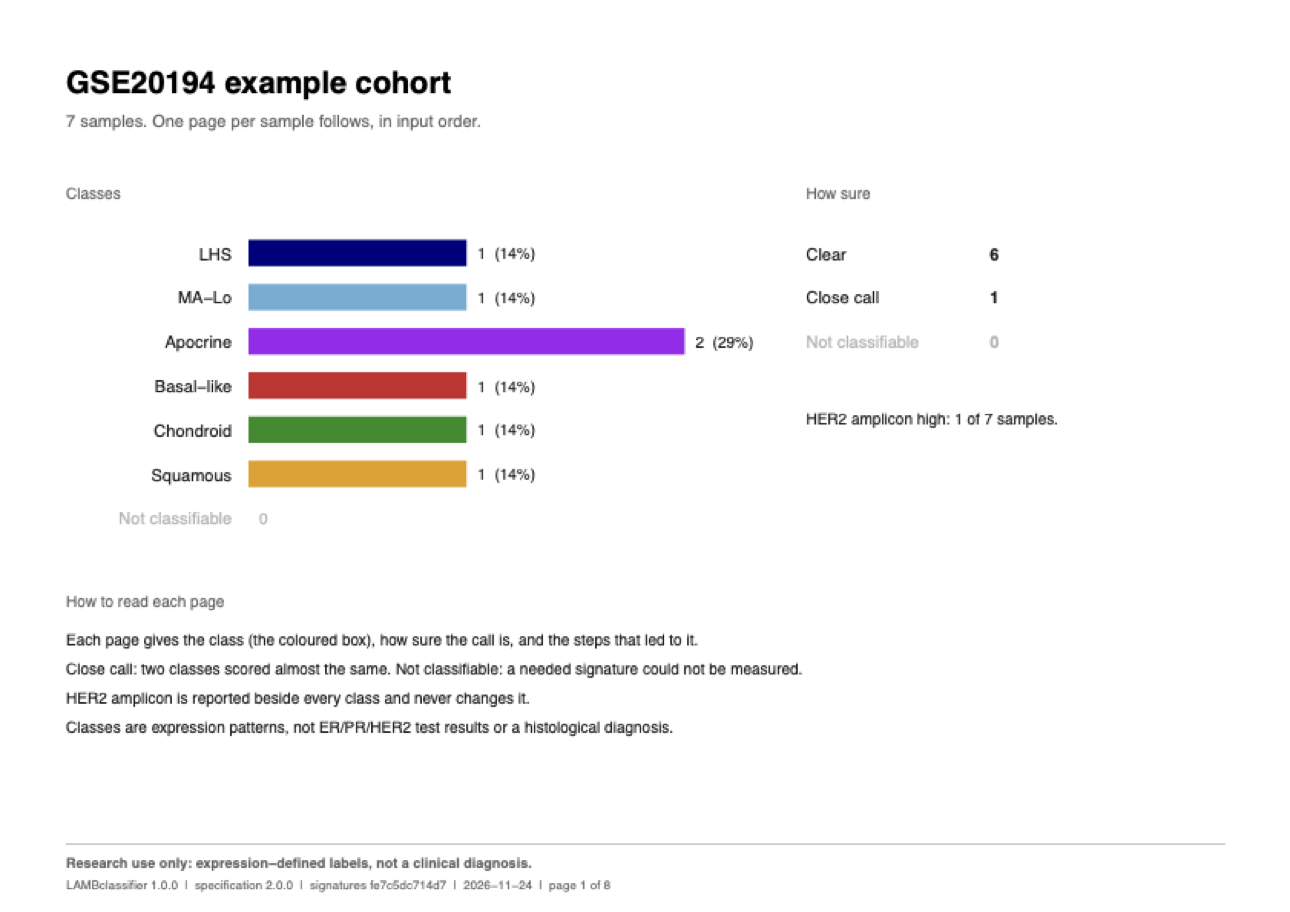 GSE20194 example cohort
7 samples. One page per sample follows, in input order.
Classes
LHS 1 (14%)
MA–Lo 1 (14%)
Apocrine 2 (29%)
Basal–like 1 (14%)
Chondroid 1 (14%)
Squamous 1 (14%)
Not classifiable 0
How sure
Clear 6
Close call 1
Not classifiable 0
HER2 amplicon high: 1 of 7 samples.
How to read each page
Each page gives the class (the coloured box), how sure the call is, and the steps that led to it.
Close call: two classes scored almost the same. Not classifiable: a needed signature could not be measured.
HER2 amplicon is reported beside every class and never changes it.
Classes are expression patterns, not ER/PR/HER2 test results or a histological diagnosis.
Research use only: expression–defined labels, not a clinical diagnosis.
LAMBclassifier 1.0.0 | specification 2.0.0 | signatures fe7c5dc714d7 | 2026–11–24 | page 1 of 8